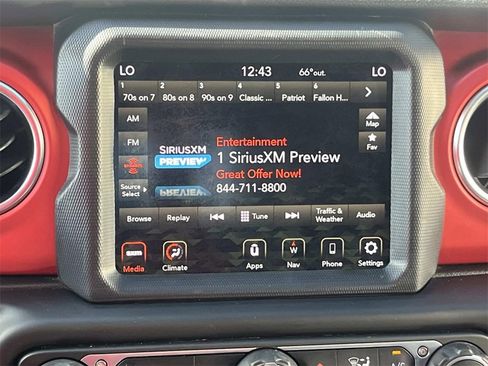 LO 12:43 66°out. LO
1 2 3 4 5 6
70s on 7 80s on 8 90s on 9 Classic ... Patriot Fallon H...
AM
Map
FM
Fav
SIRIUSXM
PREVIEW
Entertainment
1 SiriusXM Preview
Great Offer Now!
844-711-8800
Source
Select
Browse Replay Tune Traffic &
Weather Audio
Media Climate Apps Nav Phone Settings
A/C